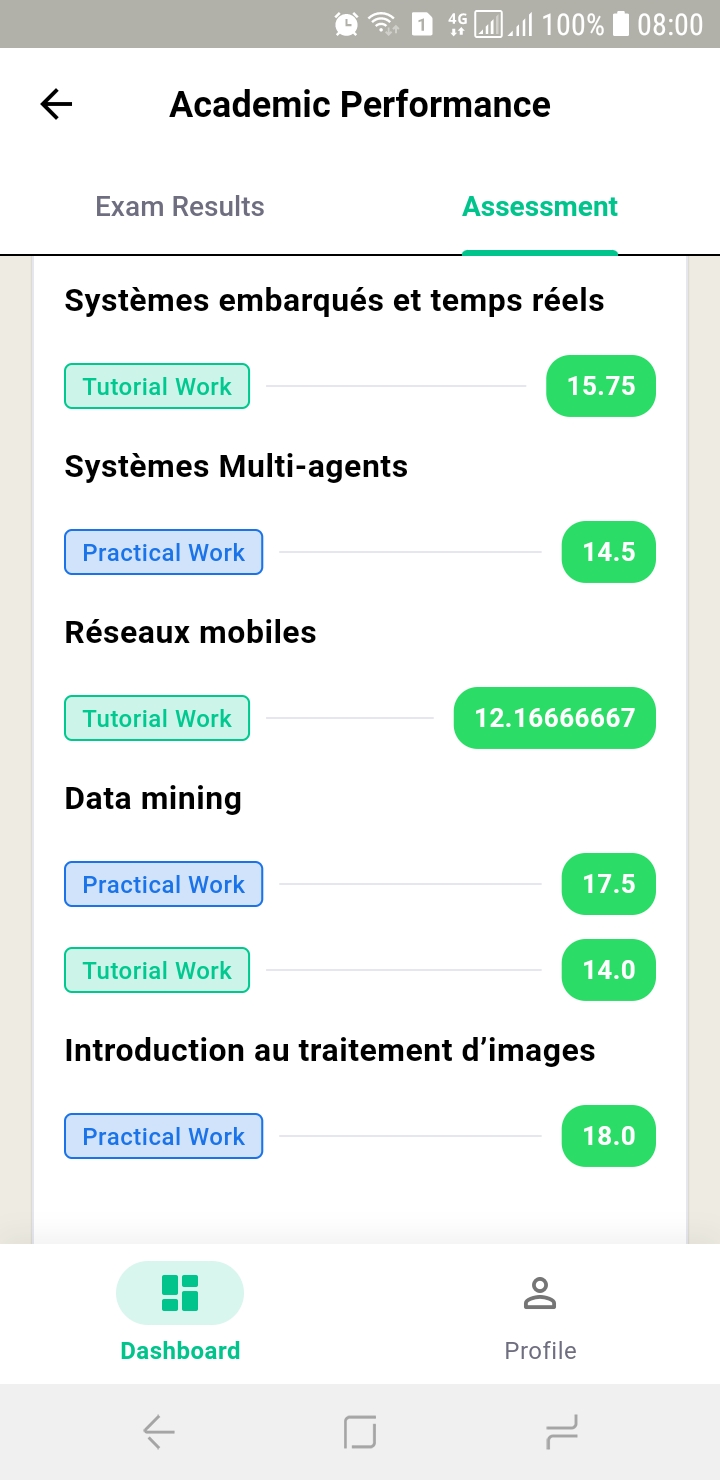 1 4G 100% 08:00
Academic Performance
Exam Results Assessment
Systèmes embarqués et temps réels
Tutorial Work 15.75
Systèmes Multi-agents
Practical Work 14.5
Réseaux mobiles
Tutorial Work 12.16666667
Data mining
Practical Work 17.5
Tutorial Work 14.0
Introduction au traitement d’images
Practical Work 18.0
Dashboard Profile